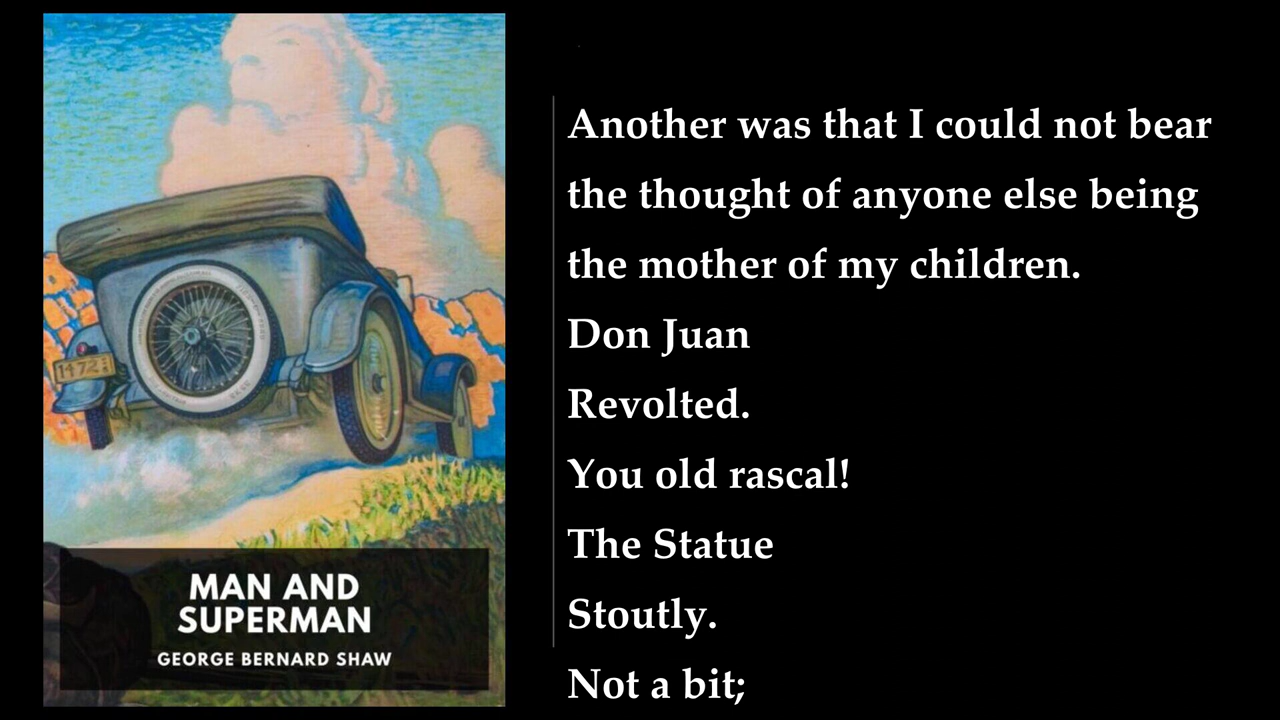 1472
MAN AND
SUPERMAN
GEORGE BERNARD SHAW
Another was that I could not bear
the thought of anyone else being
the mother of my children.
Don Juan
Revolted.
You old rascal!
The Statue
Stoutly.
Not a bit;